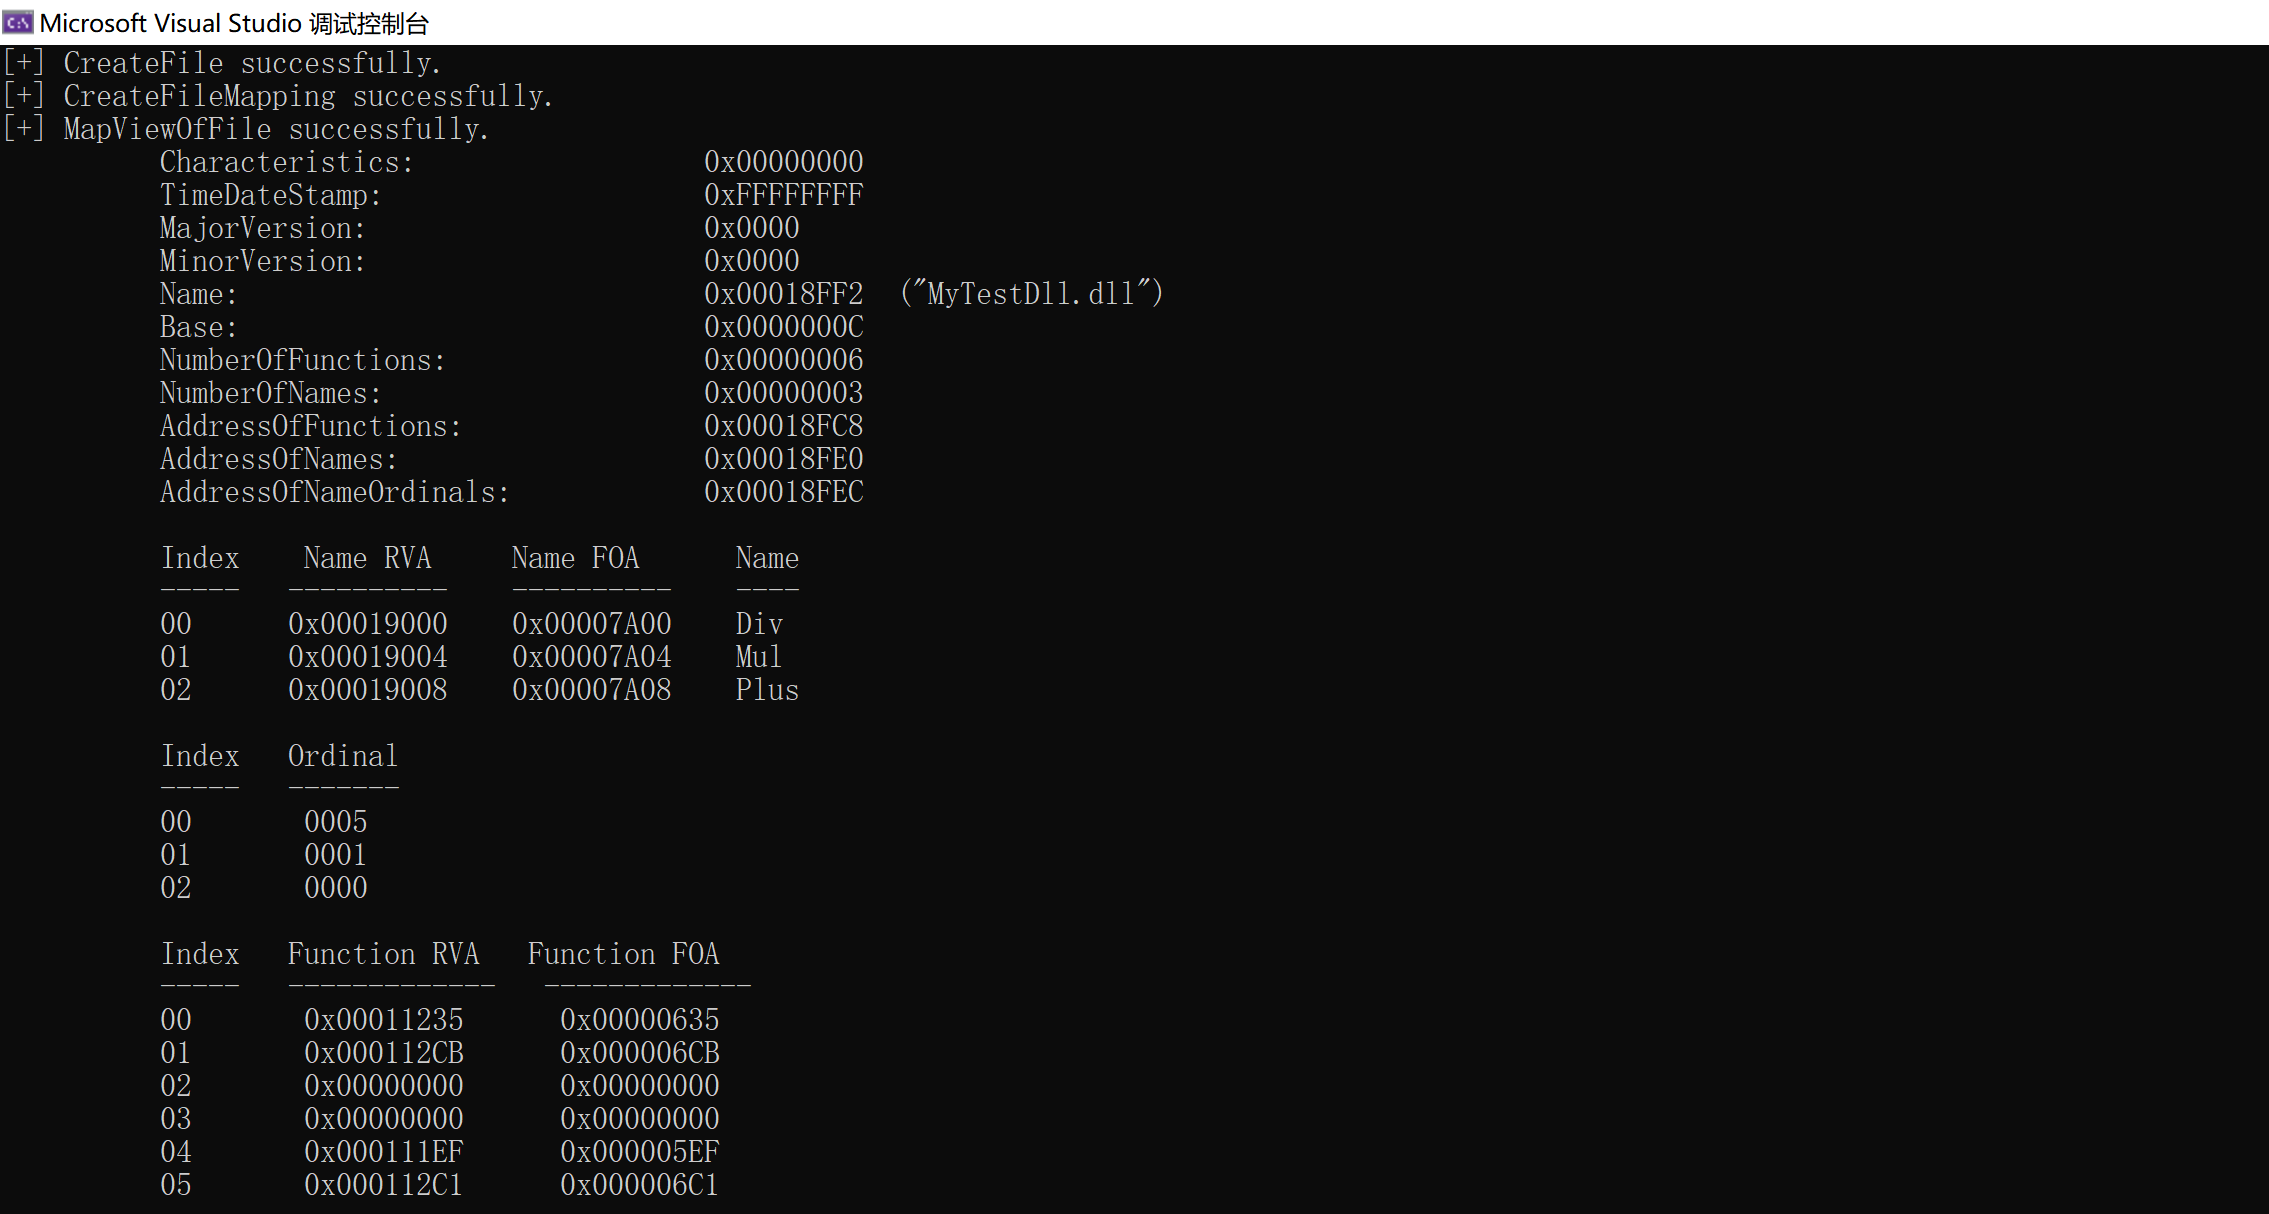 Microsoft Visual Studio 调试控制台
[+] CreateFile successfully.
[+] CreateFileMapping successfully.
[+] MapViewOfFile successfully.
Characteristics: 0x00000000
TimeDateStamp: 0xFFFFFFFF
MajorVersion: 0x0000
MinorVersion: 0x0000
Name: 0x00018FF2 ("MyTestDll.dll")
Base: 0x0000000C
NumberOfFunctions: 0x00000006
NumberOfNames: 0x00000003
AddressOfFunctions: 0x00018FC8
AddressOfNames: 0x00018FE0
AddressOfNameOrdinals: 0x00018FEC
Index Name RVA Name FOA Name
----- ---------- ---------- ----
00 0x00019000 0x00007A00 Div
01 0x00019004 0x00007A04 Mul
02 0x00019008 0x00007A08 Plus
Index Ordinal
----- -------
00 0005
01 0001
02 0000
Index Function RVA Function FOA
----- ------------- -------------
00 0x00011235 0x00000635
01 0x000112CB 0x000006CB
02 0x00000000 0x00000000
03 0x00000000 0x00000000
04 0x000111EF 0x000005EF
05 0x000112C1 0x000006C1